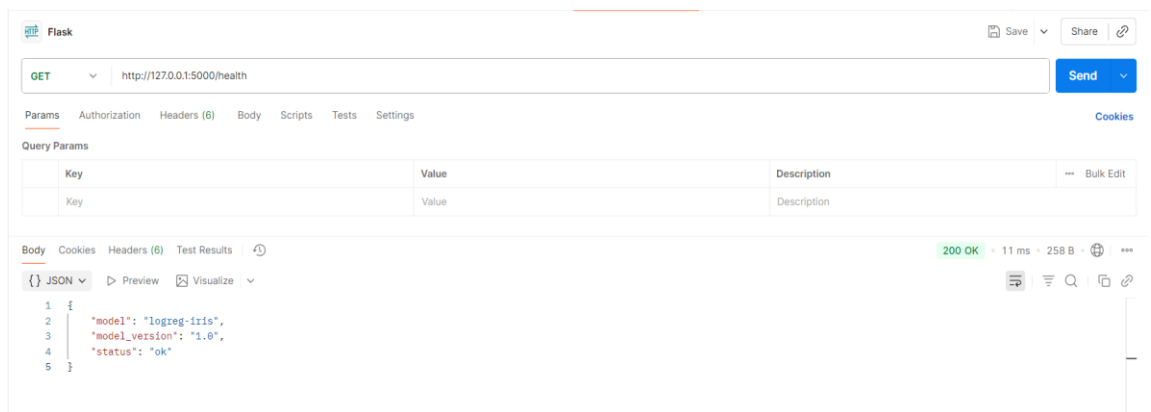 HTTP Flask Save Share
GET http://127.0.0.1:5000/health Send
Params Authorization Headers (6) Body Scripts Tests Settings Cookies
Query Params
Key Value Description Bulk Edit
Key Value Description
Body Cookies Headers (6) Test Results 200 OK 11 ms 258 B
{} JSON Preview Visualize
1 {
2 "model": "logreg-iris",
3 "model_version": "1.0",
4 "status": "ok"
5 }